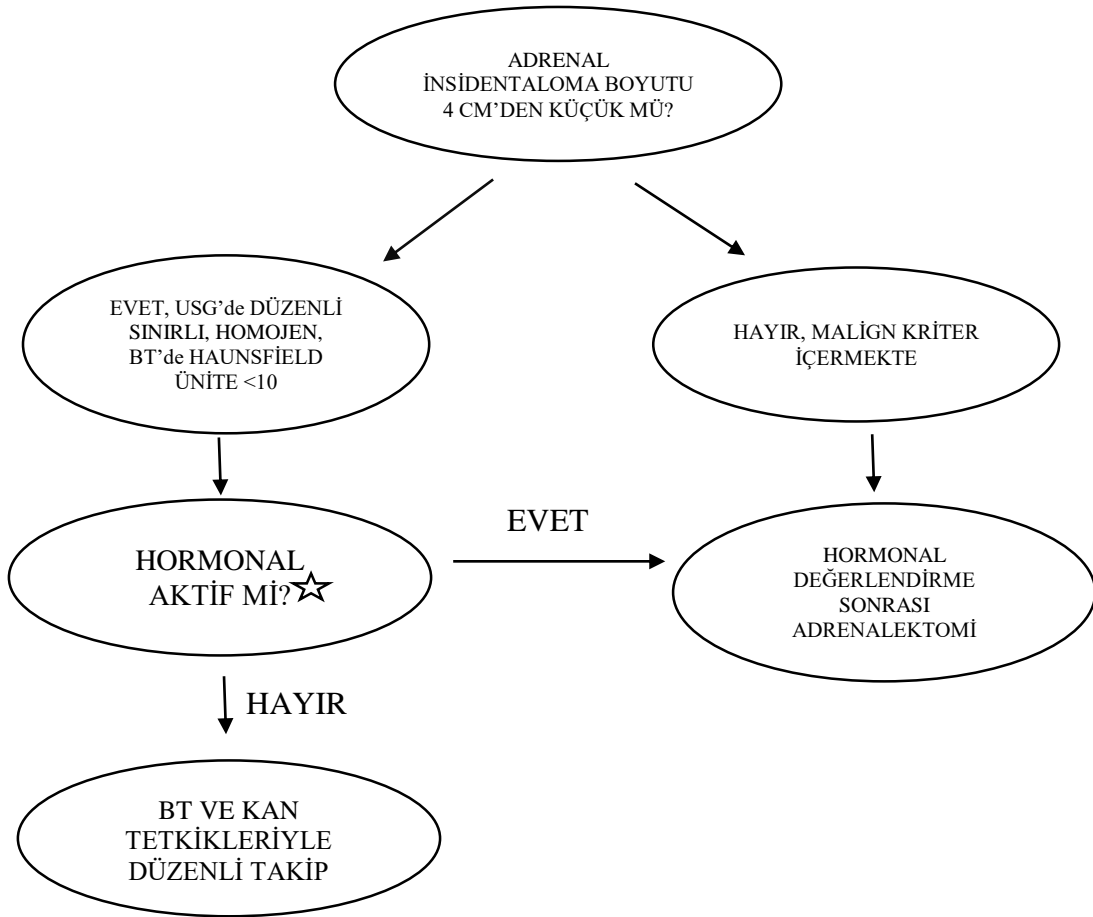 ADRENAL
İNSİDENTALOMA BOYUTU
4 CM’DEN KÜÇÜK MÜ?
EVET, USG’de DÜZENLİ
SINIRLI, HOMOJEN,
BT’de HAUNSFİELD
ÜNİTE <10
HAYIR, MALİGN KRİTER
İÇERMEKTE
HORMONAL
AKTİF Mİ?
EVET
HORMONAL
DEĞERLENDİRME
SONRASI
ADRENALEKTOMİ
HAYIR
BT VE KAN
TETKİKLERİYLE
DÜZENLİ TAKİP